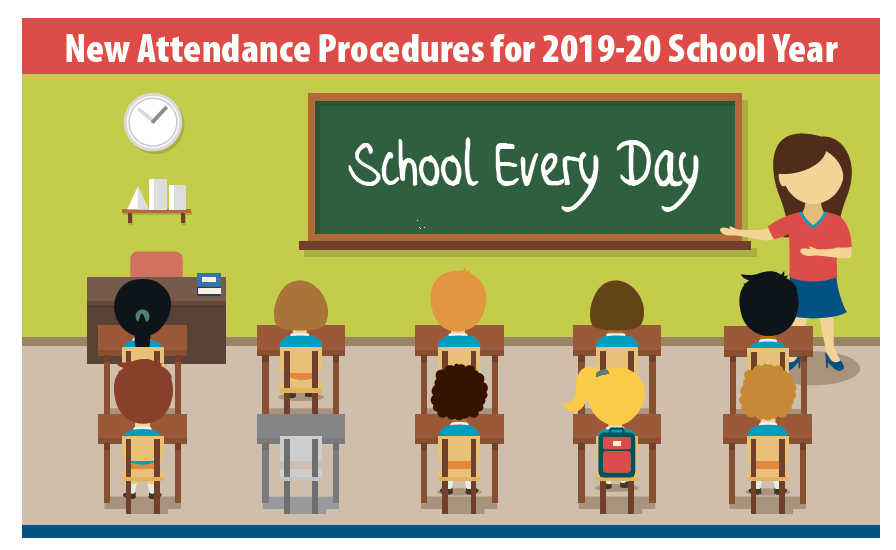 New Attendance Procedures for 2019-20 School Year
School Every Day